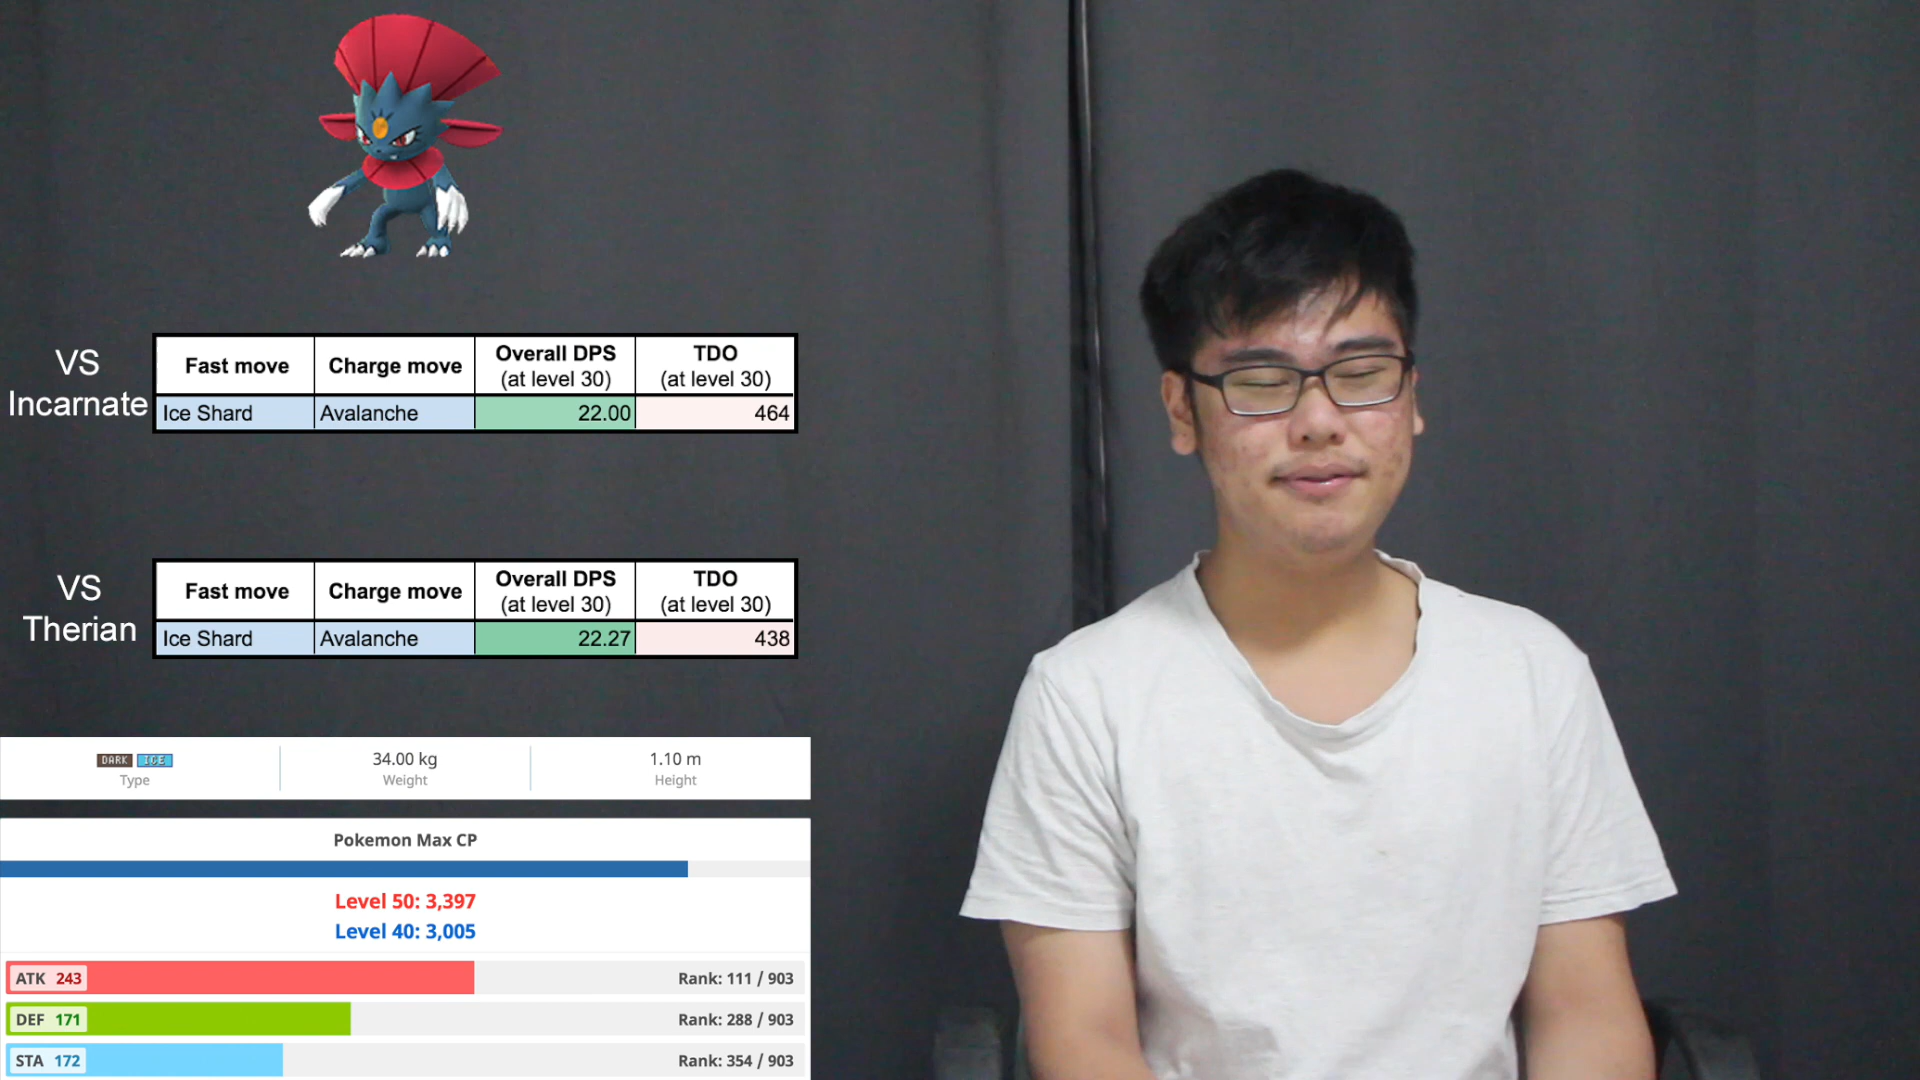 VS
Incarnate
Fast move Charge move Overall DPS (at level 30) TDO (at level 30)
Ice Shard Avalanche 22.00 464
VS
Therian
Fast move Charge move Overall DPS (at level 30) TDO (at level 30)
Ice Shard Avalanche 22.27 438
DARK ICE 34.00 kg 1.10 m
Type Weight Height
Pokemon Max CP
Level 50: 3,397
Level 40: 3,005
ATK 243 Rank: 111 / 903
DEF 171 Rank: 288 / 903
STA 172 Rank: 354 / 903